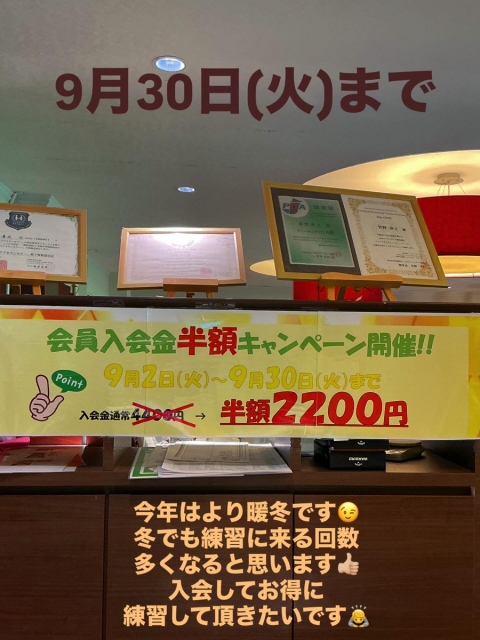 9月30日(火)まで
会員入会金半額キャンペーン開催!!
9月2日(火)〜9月30日(火)まで
Point
入会金通常4400円 → 半額2200円
今年はより暖冬です😉
冬でも練習に来る回数
多くなると思います👍🏻
入会してお得に
練習して頂きたいです🙇